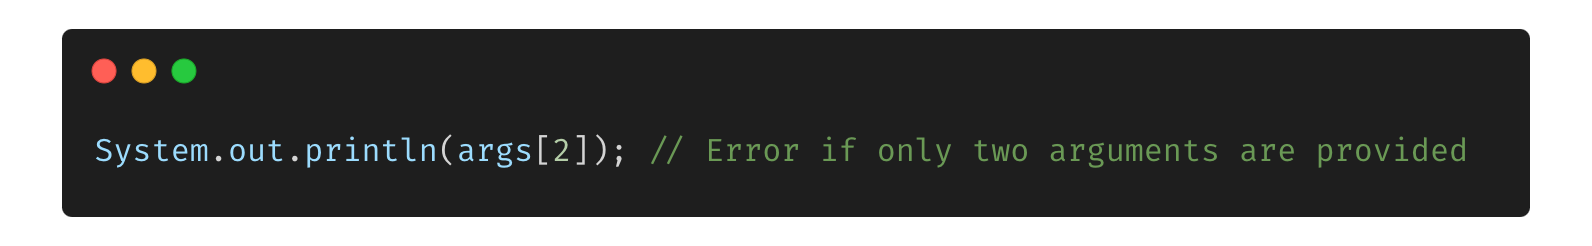 System.out.println(args[2]); // Error if only two arguments are provided